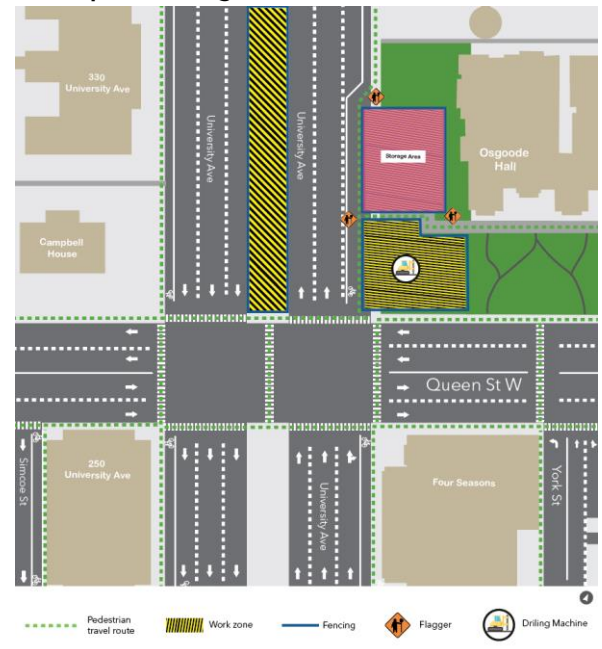 330
University Ave
University Ave
University Ave
Storage Area
Osgoode
Hall
Campbell
House
Queen St W
Simcoe St
250
University Ave
University Ave
Four Seasons
York St
Pedestrian
travel route
Work zone
Fencing
Flagger
Driling Machine